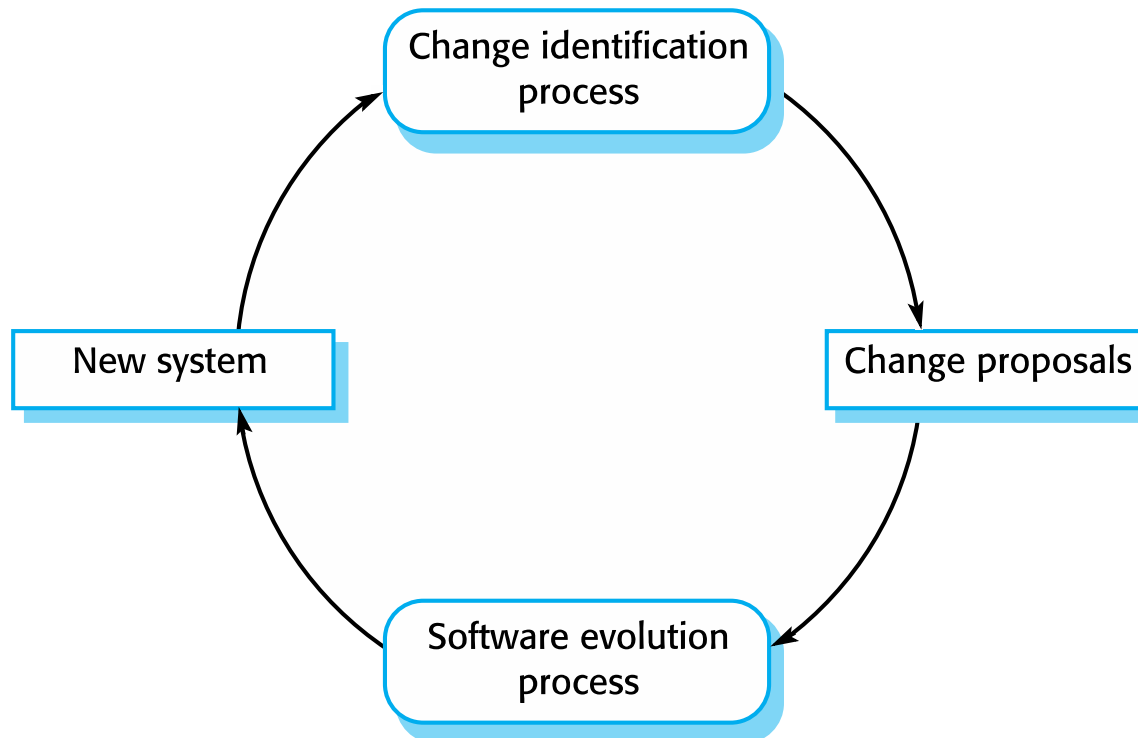 Change identification
process
New system
Change proposals
Software evolution
process